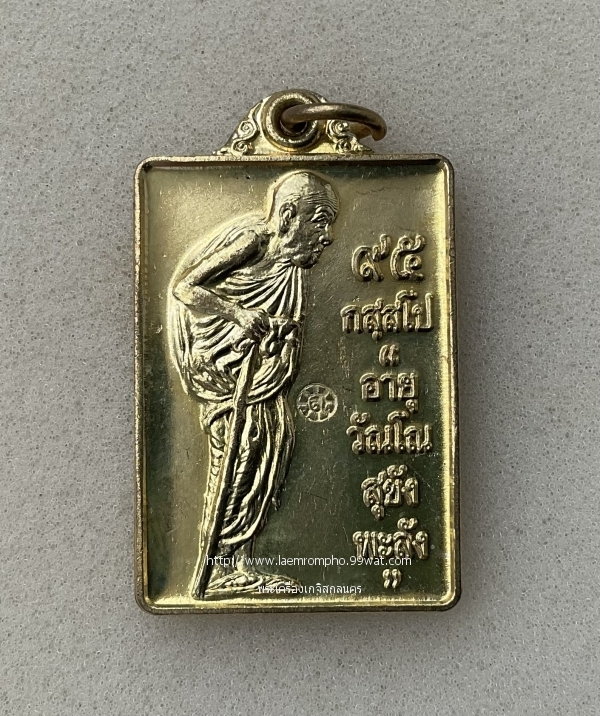 ๙๕
กสฺสโป
“
อายุ
วัณโณ
สุขัง
พะลัง
”
http://www.laemrompho.99wat.com
พระเครื่องเกจิสกลนคร